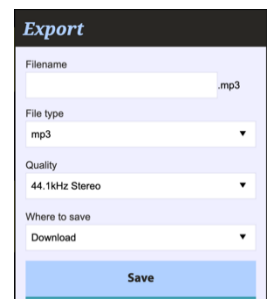 Export
Filename
.mp3
File type
mp3
Quality
44.1kHz Stereo
Where to save
Download
Save